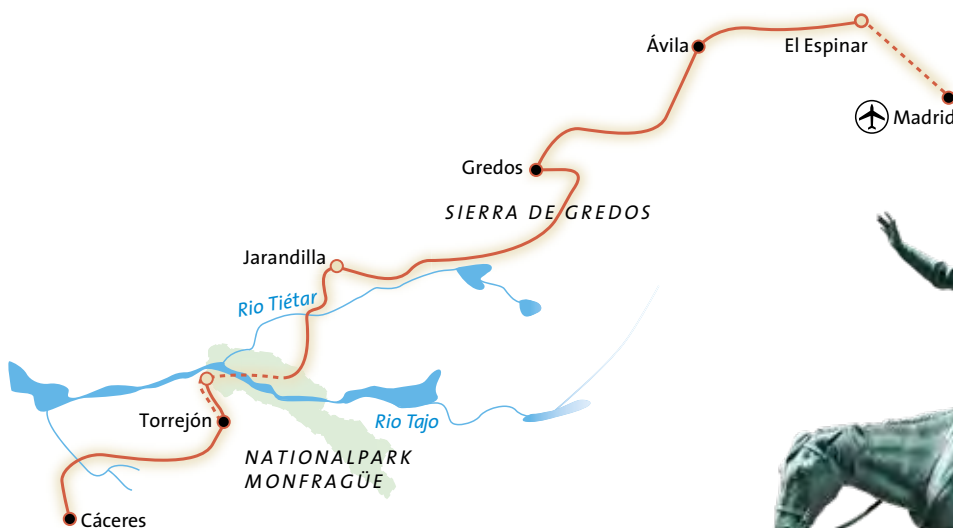 Ávila
El Espinar
Madrid
Gredos
SIERRA DE GREDOS
Jarandilla
Rio Tiétar
Torrejón
Rio Tajo
NATIONALPARK
MONFRAGÜE
Cáceres